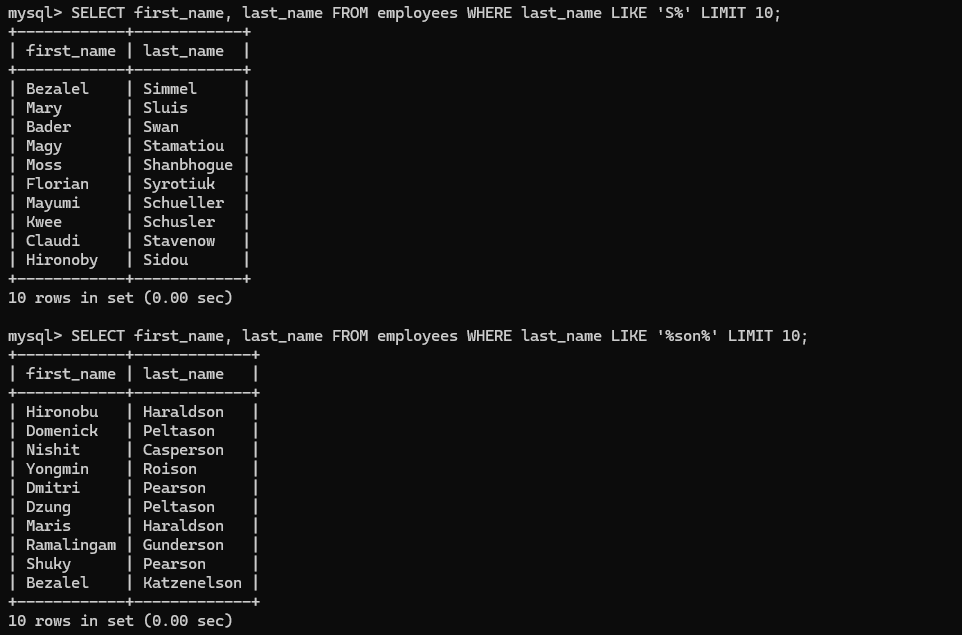 mysql> SELECT first_name, last_name FROM employees WHERE last_name LIKE 'S%' LIMIT 10;
+------------+------------+
| first_name | last_name  |
+------------+------------+
| Bezalel    | Simmel     |
| Mary       | Sluis      |
| Bader      | Swan       |
| Magy       | Stamatiou  |
| Moss       | Shanbhogue |
| Florian    | Syrotiuk   |
| Mayumi     | Schueller  |
| Kwee       | Schusler   |
| Claudi     | Stavenow   |
| Hironoby   | Sidou      |
+------------+------------+
10 rows in set (0.00 sec)

mysql> SELECT first_name, last_name FROM employees WHERE last_name LIKE '%son%' LIMIT 10;
+------------+-------------+
| first_name | last_name   |
+------------+-------------+
| Hironobu   | Haraldson   |
| Domenick   | Peltason    |
| Nishit     | Casperson   |
| Yongmin    | Roison      |
| Dmitri     | Pearson     |
| Dzung      | Peltason    |
| Maris      | Haraldson   |
| Ramalingam | Gunderson   |
| Shuky      | Pearson     |
| Bezalel    | Katzenelson |
+------------+-------------+
10 rows in set (0.00 sec)